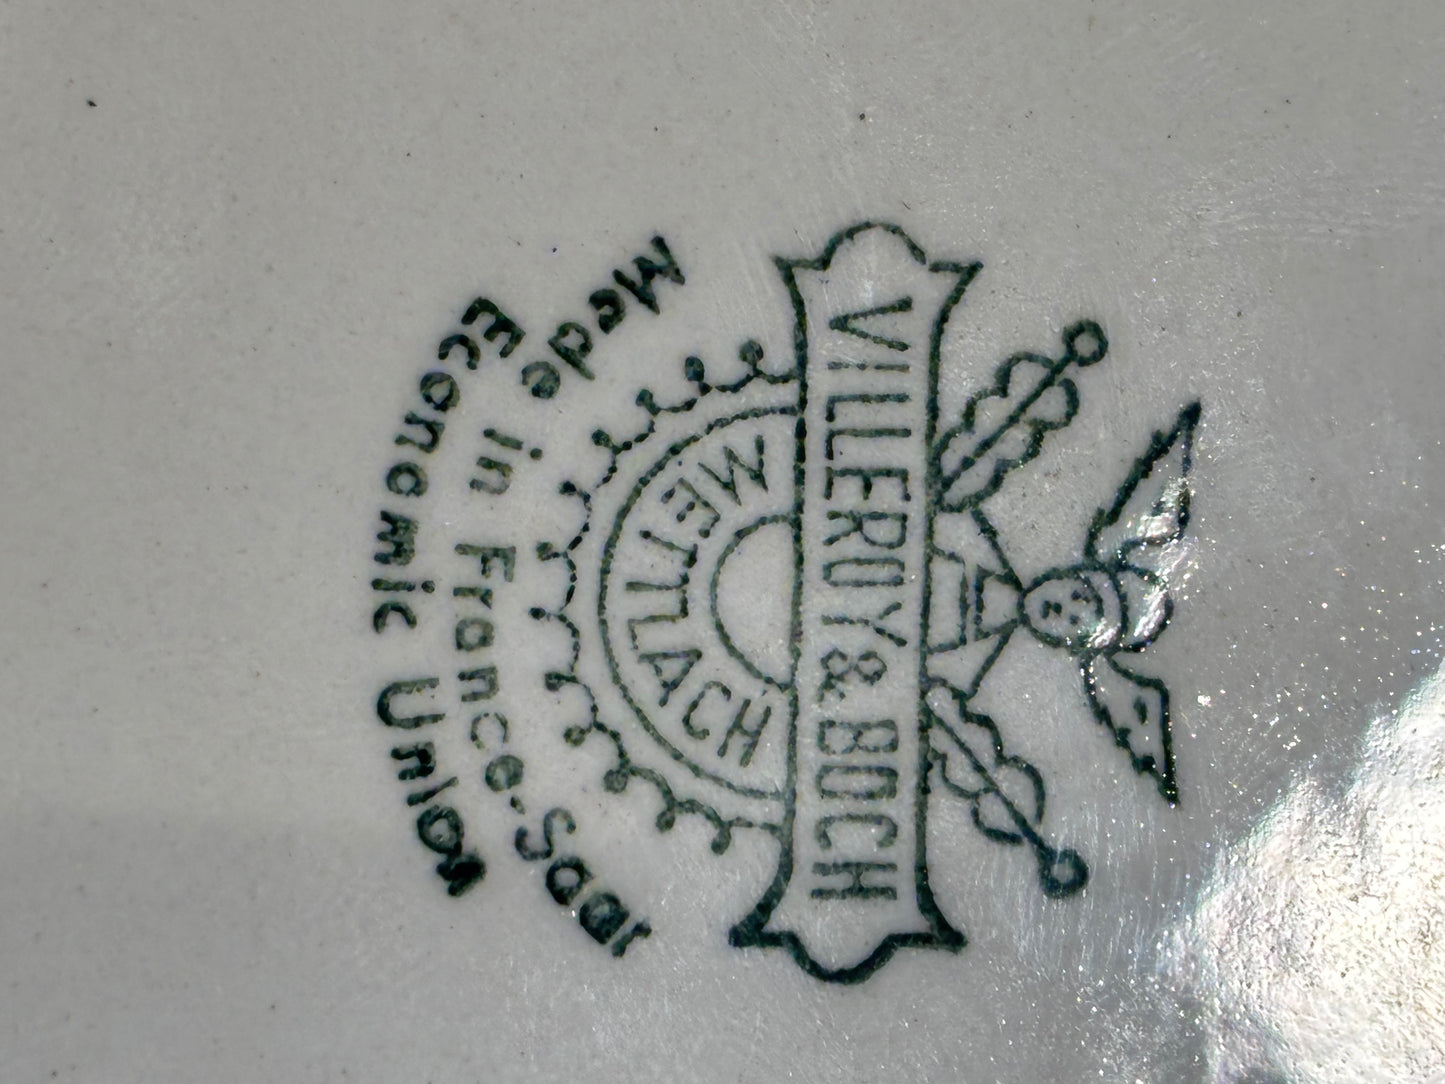 VILLEROY & BOCH
METTLACH
Made in France-Saar
Economic Union